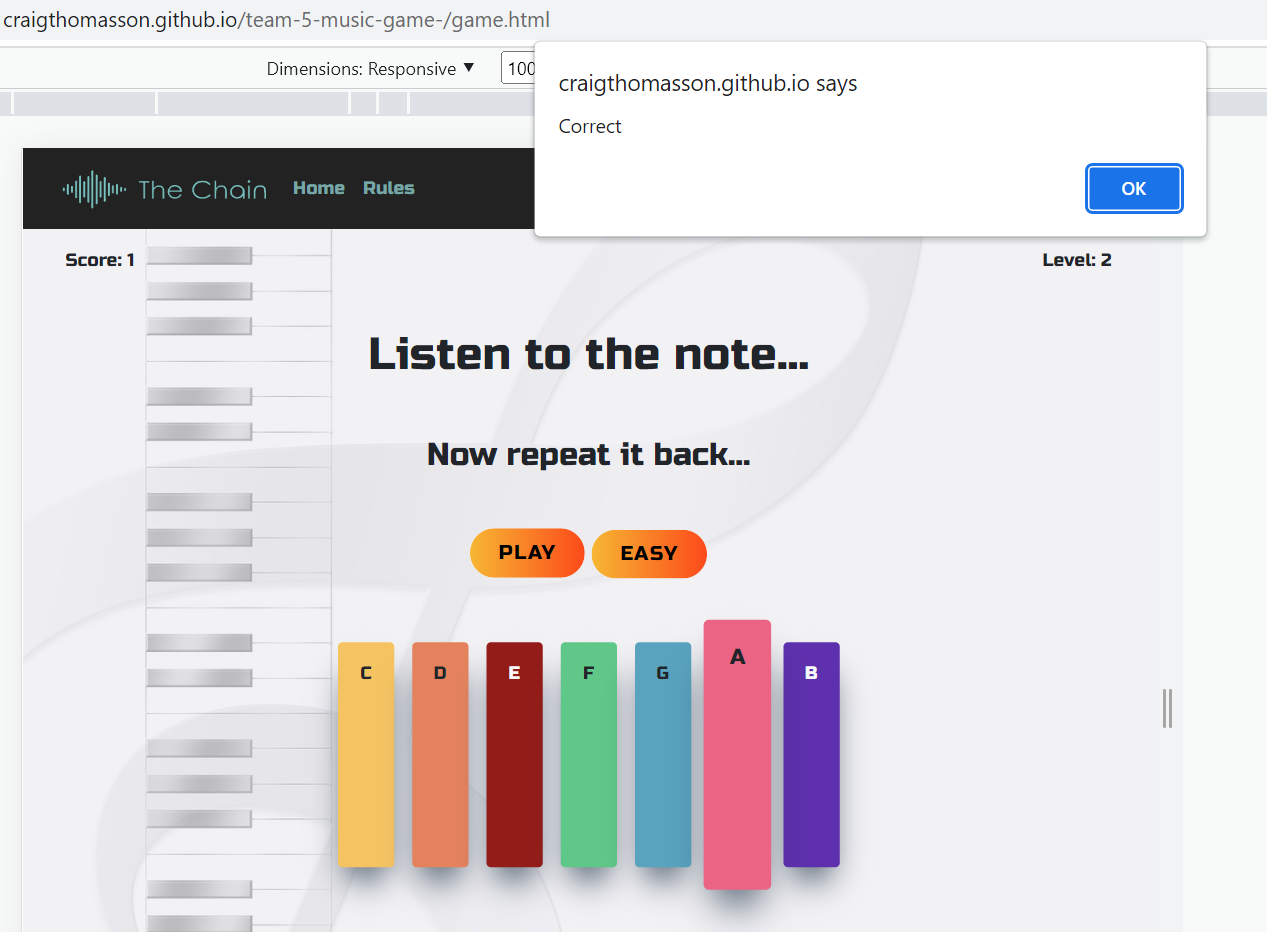 craigthomasson.github.io/team-5-music-game-/game.html
Dimensions: Responsive ▼ 100
craigthomasson.github.io says
Correct
OK
The Chain Home Rules
Score: 1 Level: 2
Listen to the note...
Now repeat it back...
PLAY EASY
C D E F G A B